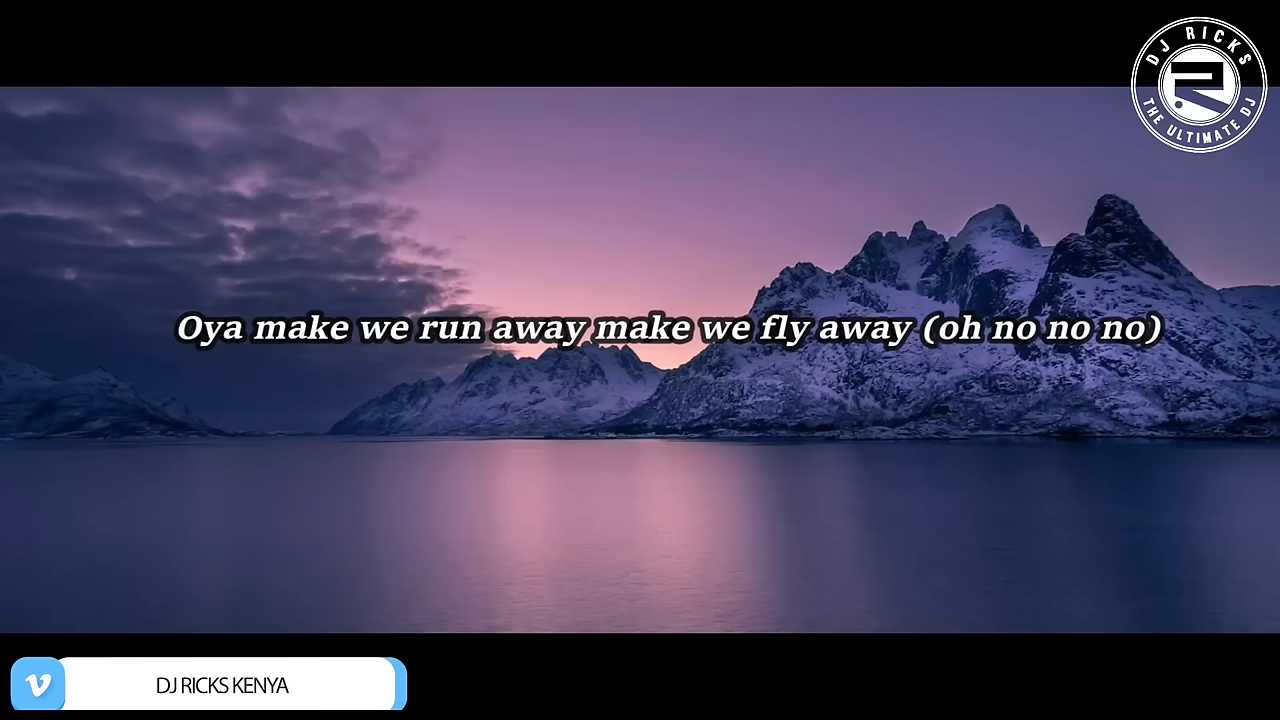 DJ RICKS
THE ULTIMATE DJ
Oya make we run away make we fly away (oh no no no)
DJ RICKS KENYA